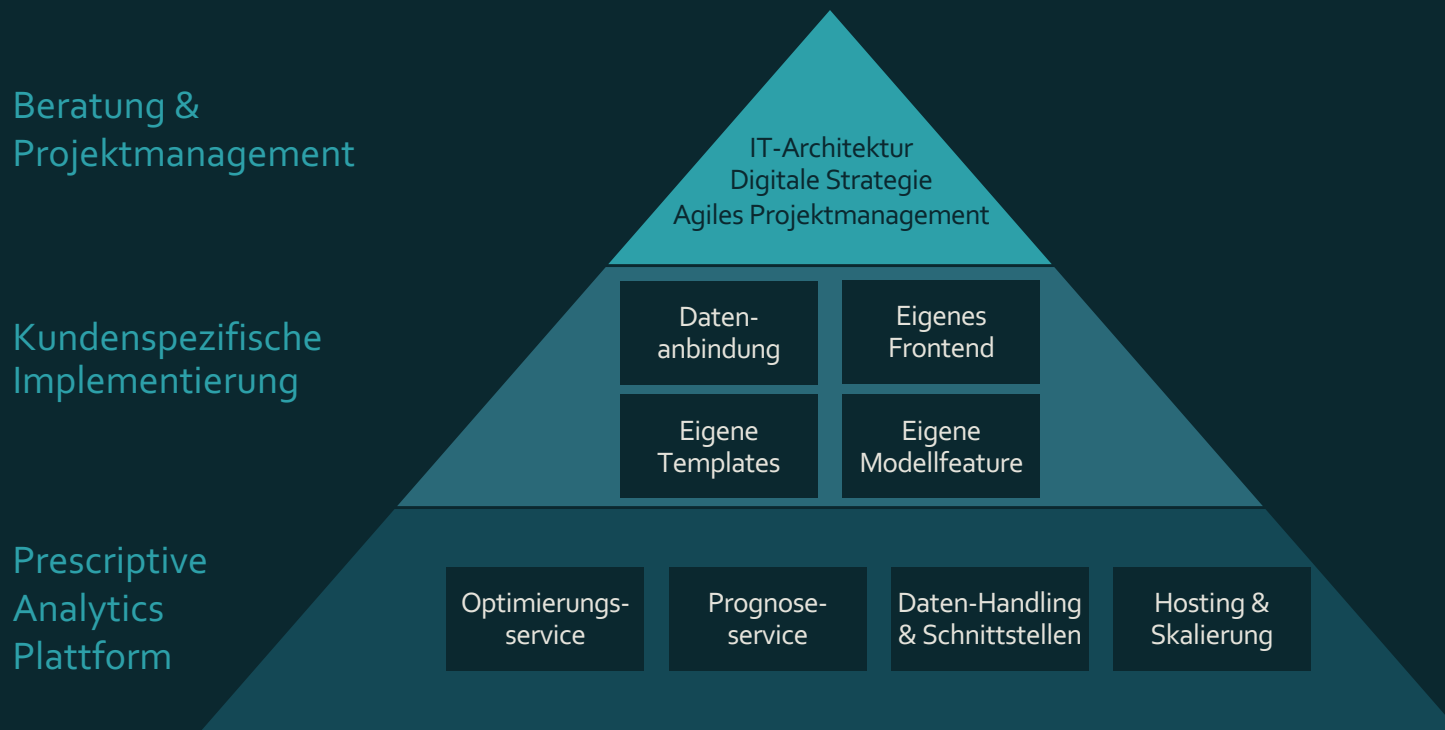 Beratung &
Projektmanagement
IT-Architektur
Digitale Strategie
Agiles Projektmanagement
Kundenspezifische
Implementierung
Daten-
anbindung
Eigenes
Frontend
Eigene
Templates
Eigene
Modellfeature
Prescriptive
Analytics
Plattform
Optimierungs-
service
Prognose-
service
Daten-Handling
& Schnittstellen
Hosting &
Skalierung